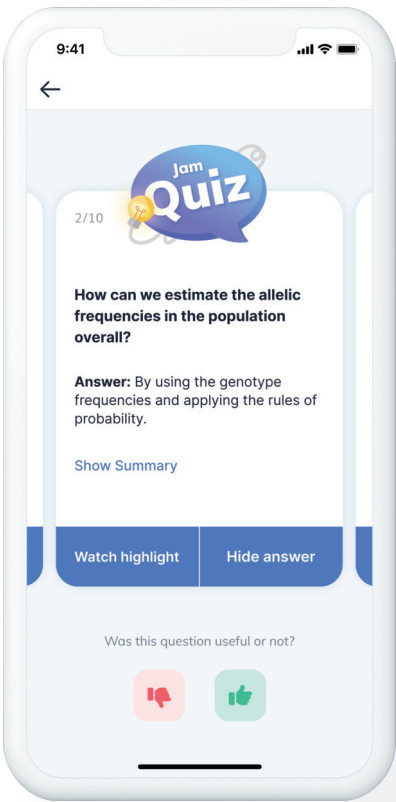 9:41
Jam
Quiz
2/10
How can we estimate the allelic
frequencies in the population
overall?
Answer: By using the genotype
frequencies and applying the rules of
probability.
Show Summary
Watch highlight
Hide answer
Was this question useful or not?